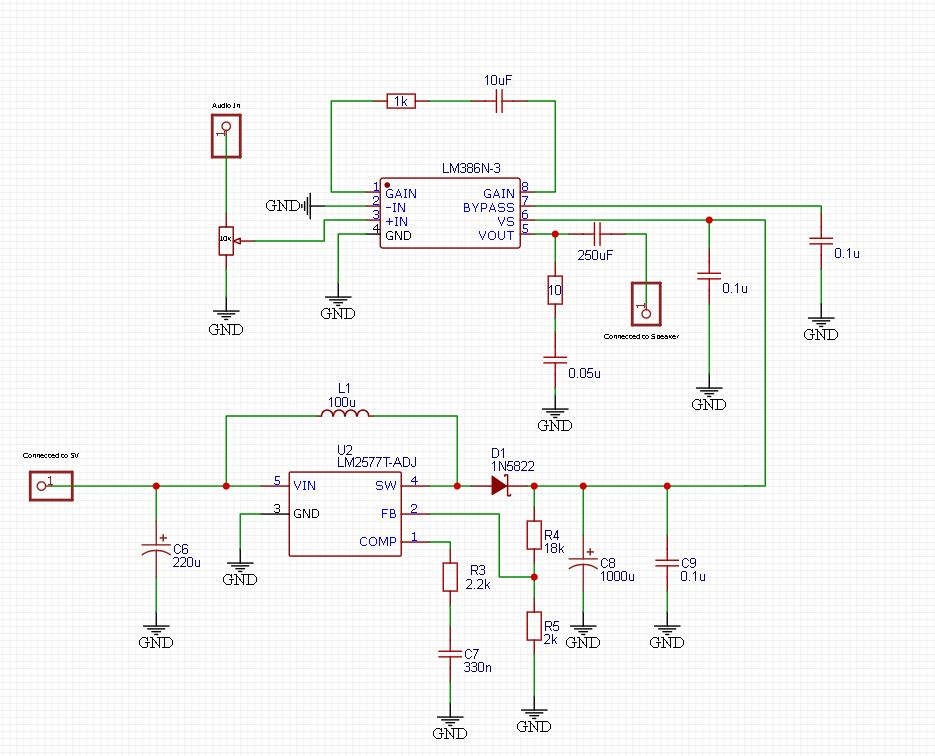 10uF
1k
Audio In
1
LM386N-3
1
GAIN
GAIN
8
2
-IN
BYPASS
7
3
+IN
VS
6
4
GND
VOUT
5
GND
10k
GND
GND
250uF
10
1
Connected to Speaker
0.05u
GND
0.1u
GND
0.1u
GND
L1
100u
Connected to 5V
1
U2
LM2577T-ADJ
5
VIN
SW
4
3
GND
FB
2
COMP
1
GND
D1
1N5822
C6
220u
GND
R3
2.2k
C7
330n
GND
R4
18k
R5
2k
GND
C8
1000u
GND
C9
0.1u
GND